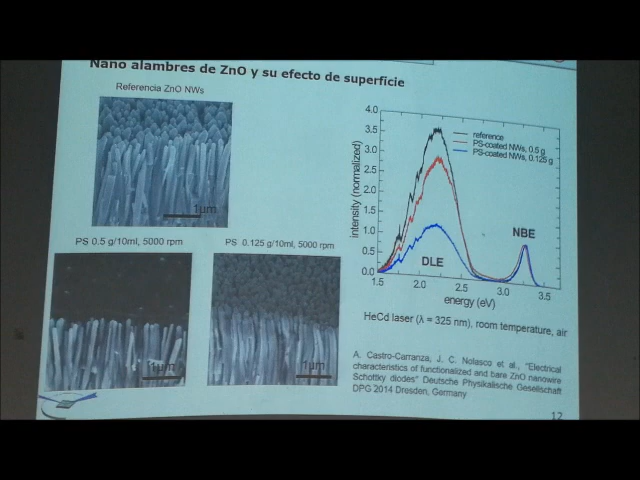 Nano alambres de ZnO y su efecto de superficie
Referencia ZnO NWs
1µm
PS 0.5 g/10ml, 5000 rpm
1µm
PS 0.125 g/10ml, 5000 rpm
1µm
4.0
3.5
3.0
2.5
2.0
1.5
1.0
0.5
0.0
intensity (normalized)
reference
PS-coated NWs, 0.5 g
PS-coated NWs, 0.125 g
DLE
NBE
1.5 2.0 2.5 3.0 3.5
energy (eV)
HeCd laser (λ = 325 nm), room temperature, air
A. Castro-Carranza, J. C. Nolasco et al., "Electrical
characteristics of functionalized and bare ZnO nanowire
Schottky diodes" Deutsche Physikalische Gesellschaft
DPG 2014 Dresden, Germany
12